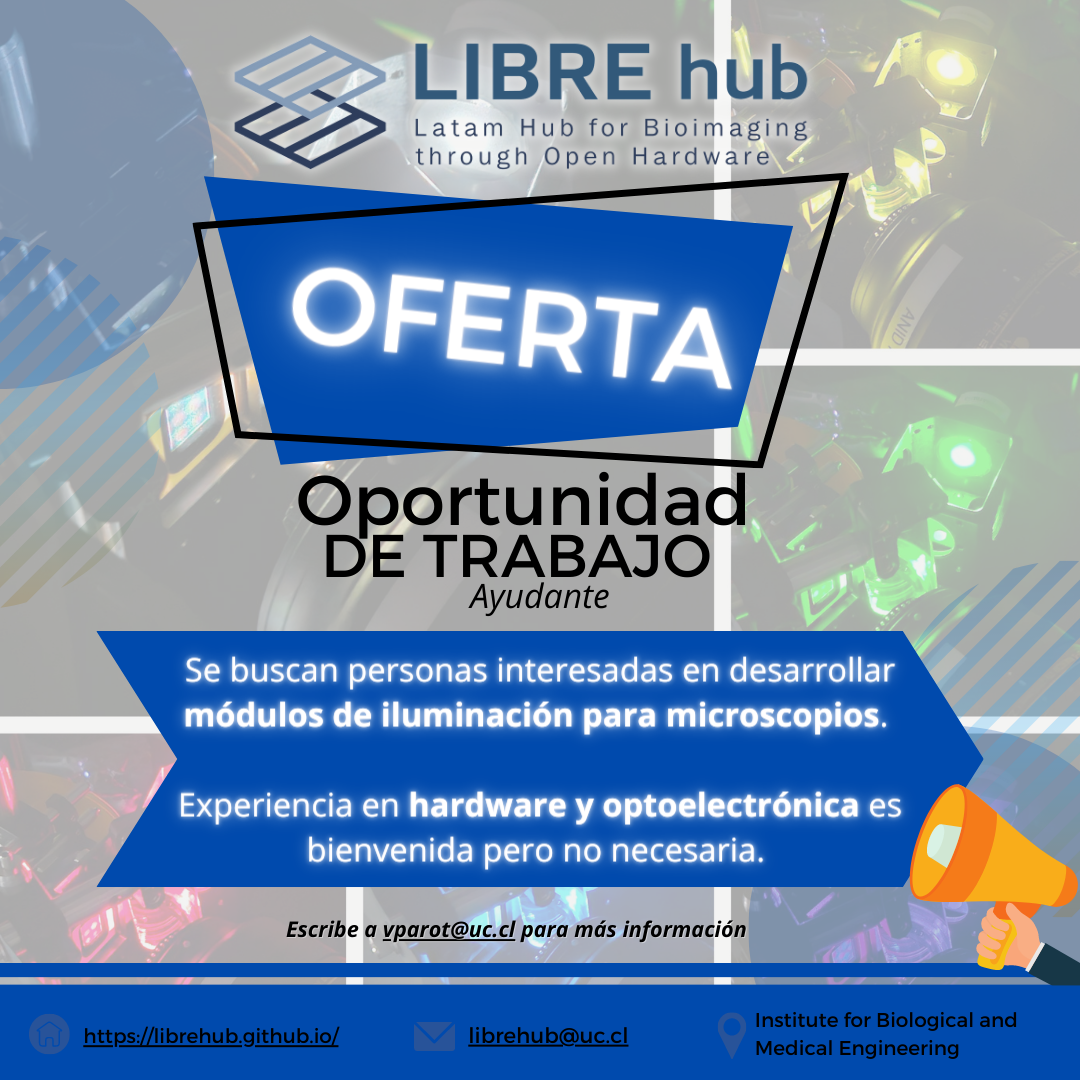 LIBRE hub
Latam Hub for Bioimaging
through Open Hardware
OFERTA
Oportunidad
DE TRABAJO
Ayudante
Se buscan personas interesadas en desarrollar
módulos de iluminación para microscopios.
Experiencia en hardware y optoelectrónica es
bienvenida pero no necesaria.
Escribe a vparot@uc.cl para más información
https://librehub.github.io/
librehub@uc.cl
Institute for Biological and
Medical Engineering